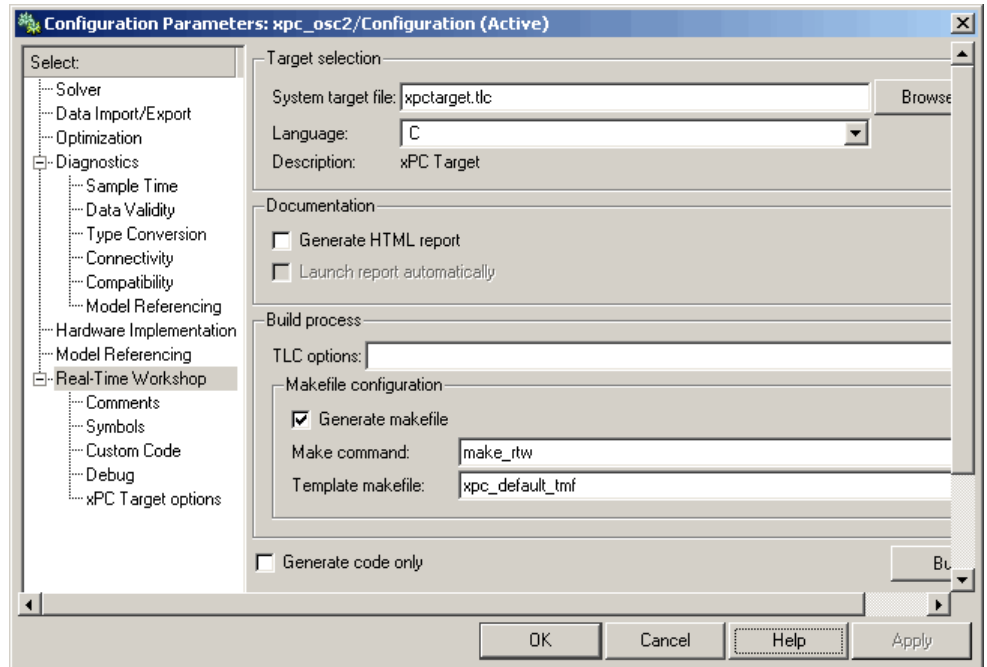 Configuration Parameters: xpc_osc2/Configuration (Active)
Select:
Solver
Data Import/Export
Optimization
Diagnostics
Sample Time
Data Validity
Type Conversion
Connectivity
Compatibility
Model Referencing
Hardware Implementation
Model Referencing
Real-Time Workshop
Comments
Symbols
Custom Code
Debug
xPC Target options
Target selection
System target file: xpctarget.tlc Browse
Language: C
Description: xPC Target
Documentation
Generate HTML report
Launch report automatically
Build process
TLC options:
Makefile configuration
Generate makefile
Make command: make_rtw
Template makefile: xpc_default_tmf
Generate code only Bu
OK Cancel Help Apply